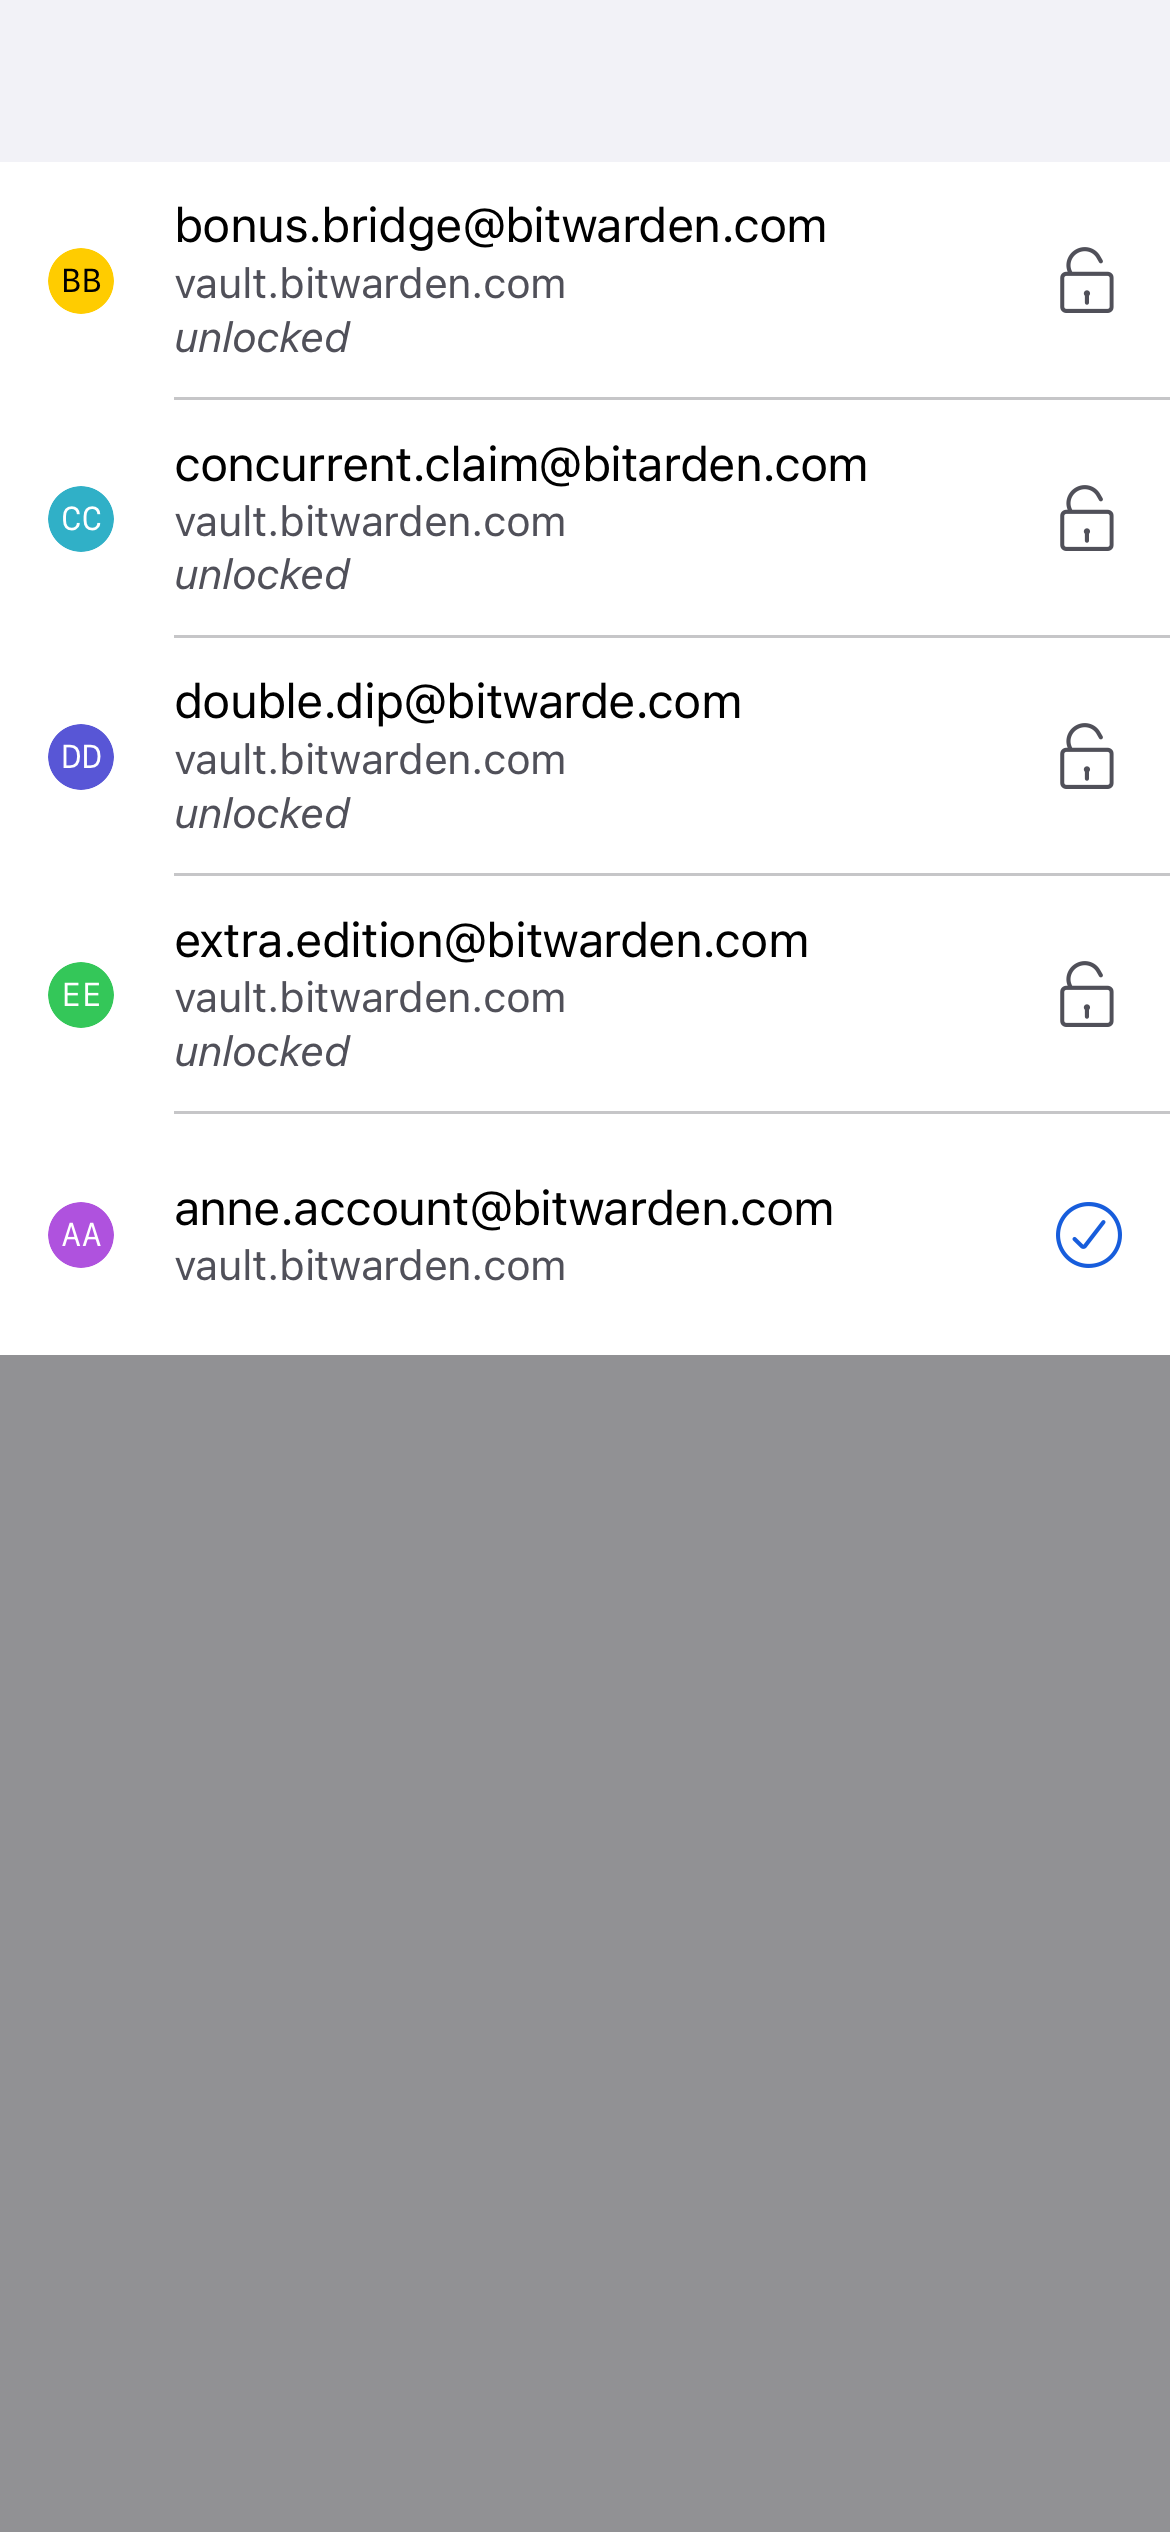 bonus.bridge@bitwarden.com
BB
vault.bitwarden.com
unlocked
concurrent.claim@bitarden.com
CC
vault.bitwarden.com
unlocked
double.dip@bitwarde.com
DD
vault.bitwarden.com
unlocked
extra.edition@bitwarden.com
EE
vault.bitwarden.com
unlocked
anne.account@bitwarden.com
AA
vault.bitwarden.com